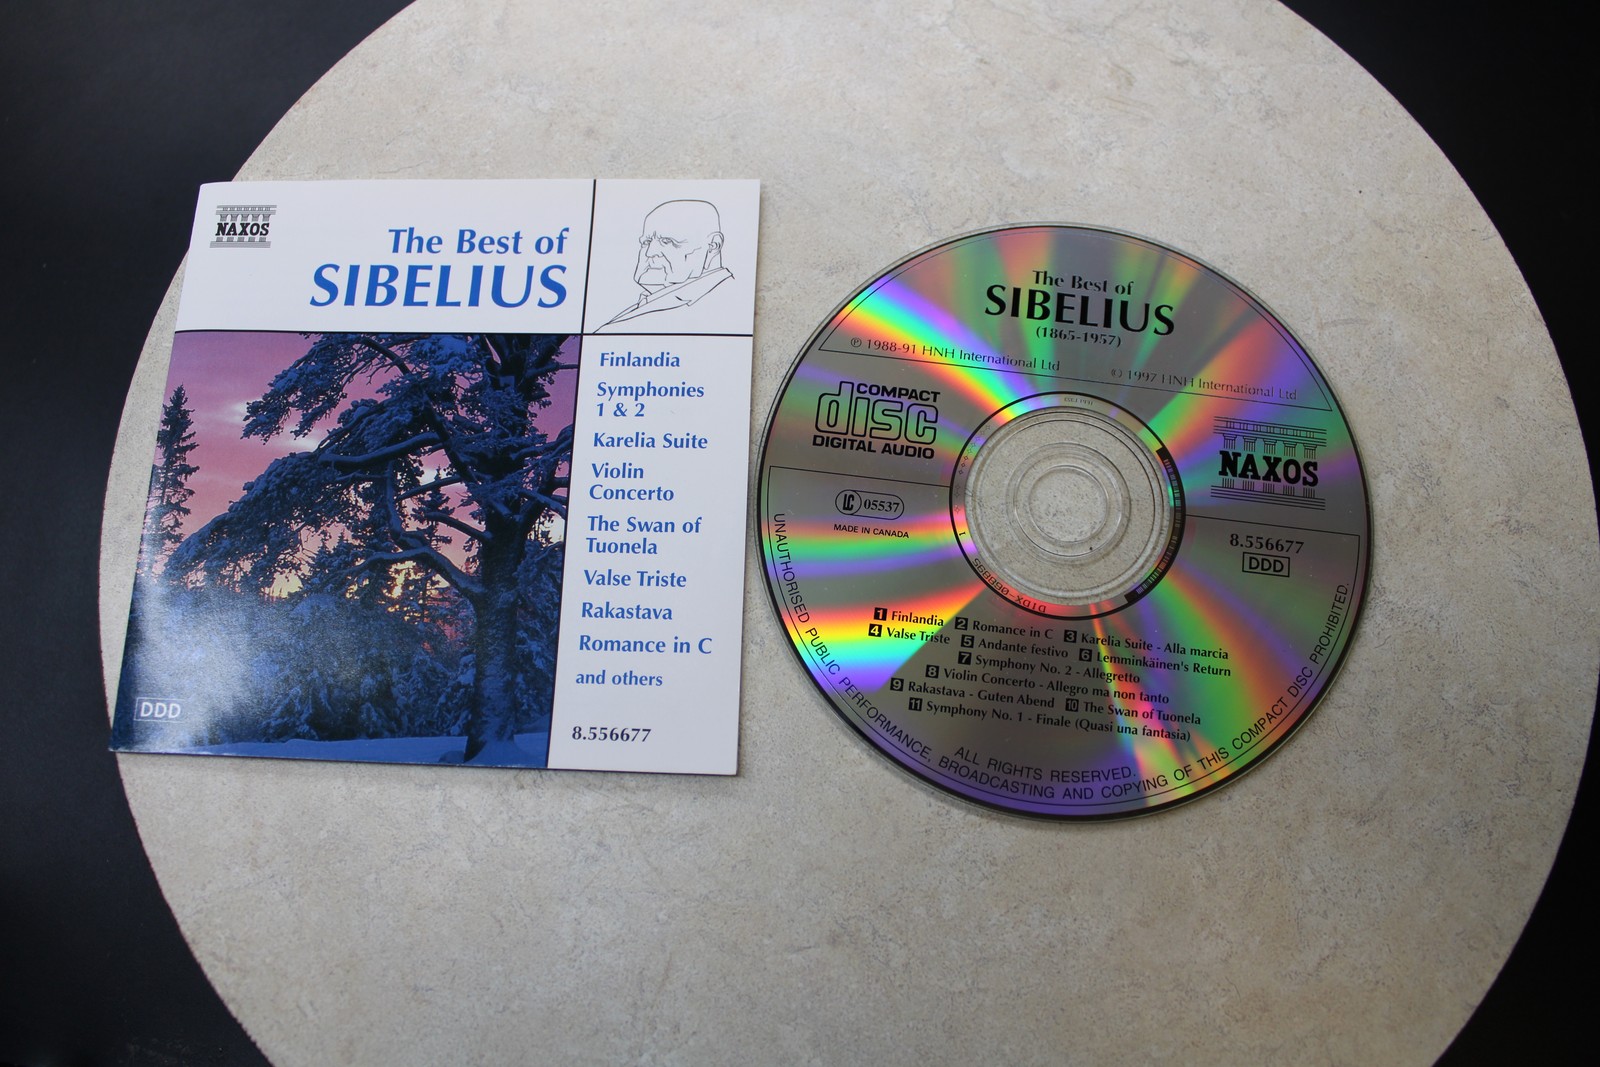 NAXOS
The Best of
SIBELIUS
Finlandia
Symphonies
1 & 2
Karelia Suite
Violin
Concerto
The Swan of
Tuonela
Valse Triste
Rakastava
Romance in C
and others
8.556677
DDD
The Best of
SIBELIUS
(1865-1957)
℗ 1988-91 HNH International Ltd
© 1997 HNH International Ltd.
COMPACT
disc
DIGITAL AUDIO
LC 05537
MADE IN CANADA
NAXOS
8.556677
DDD
1 Finlandia 2 Romance in C 3 Karelia Suite - Alla marcia
4 Valse Triste 5 Andante festivo 6 Lemminkäinen's Return
7 Symphony No. 2 - Allegretto
8 Violin Concerto - Allegro ma non tanto
9 Rakastava - Guten Abend 10 The Swan of Tuonela
11 Symphony No. 1 - Finale (Quasi una fantasia)
ALL RIGHTS RESERVED.
UNAUTHORISED PUBLIC PERFORMANCE, BROADCASTING AND COPYING OF THIS COMPACT DISC PROHIBITED.